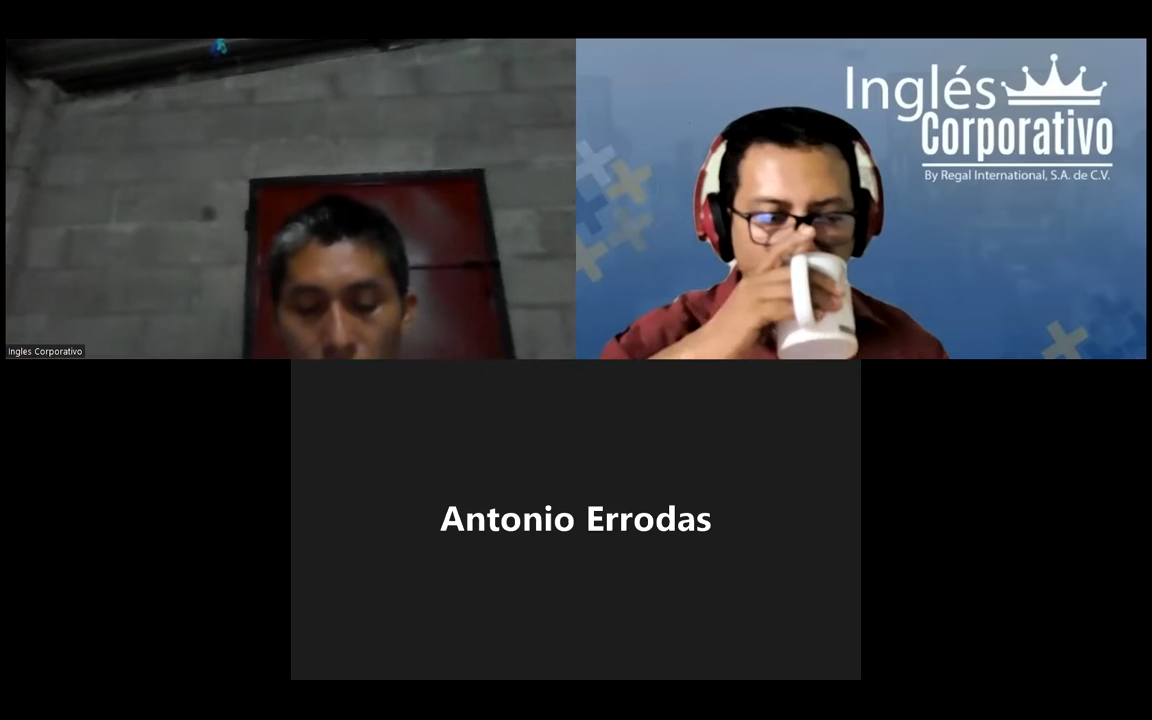 Inglés
Corporativo
By Regal International, S.A. de C.V.
Ingles Corporativo
Antonio Errodas